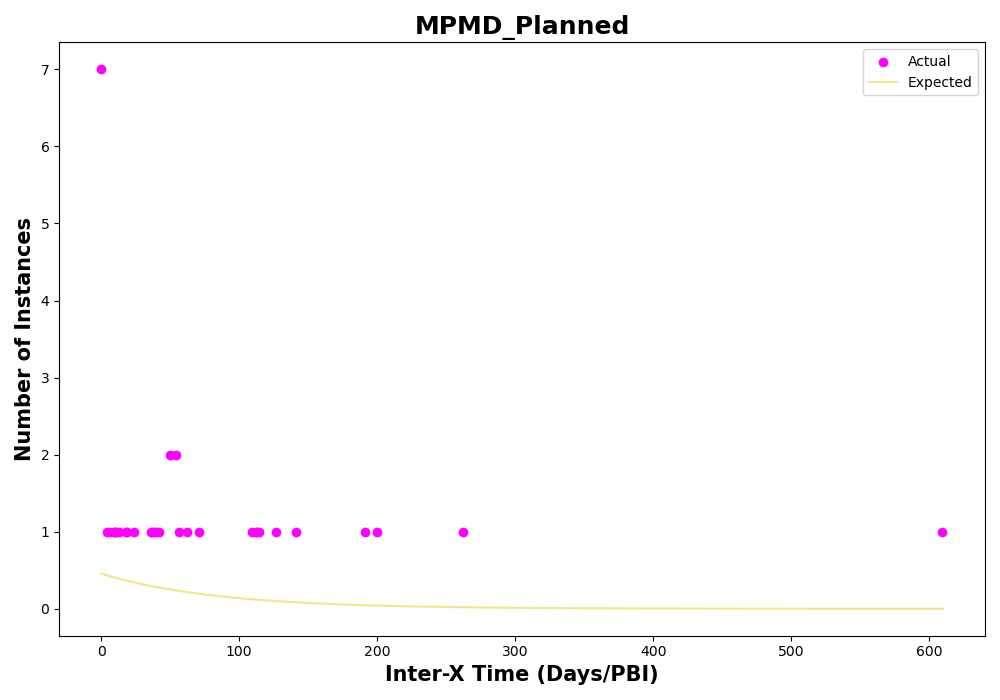 MPMD_Planned
Actual
Expected
Number of Instances
7
6
5
4
3
2
1
0
0 100 200 300 400 500 600
Inter-X Time (Days/PBI)